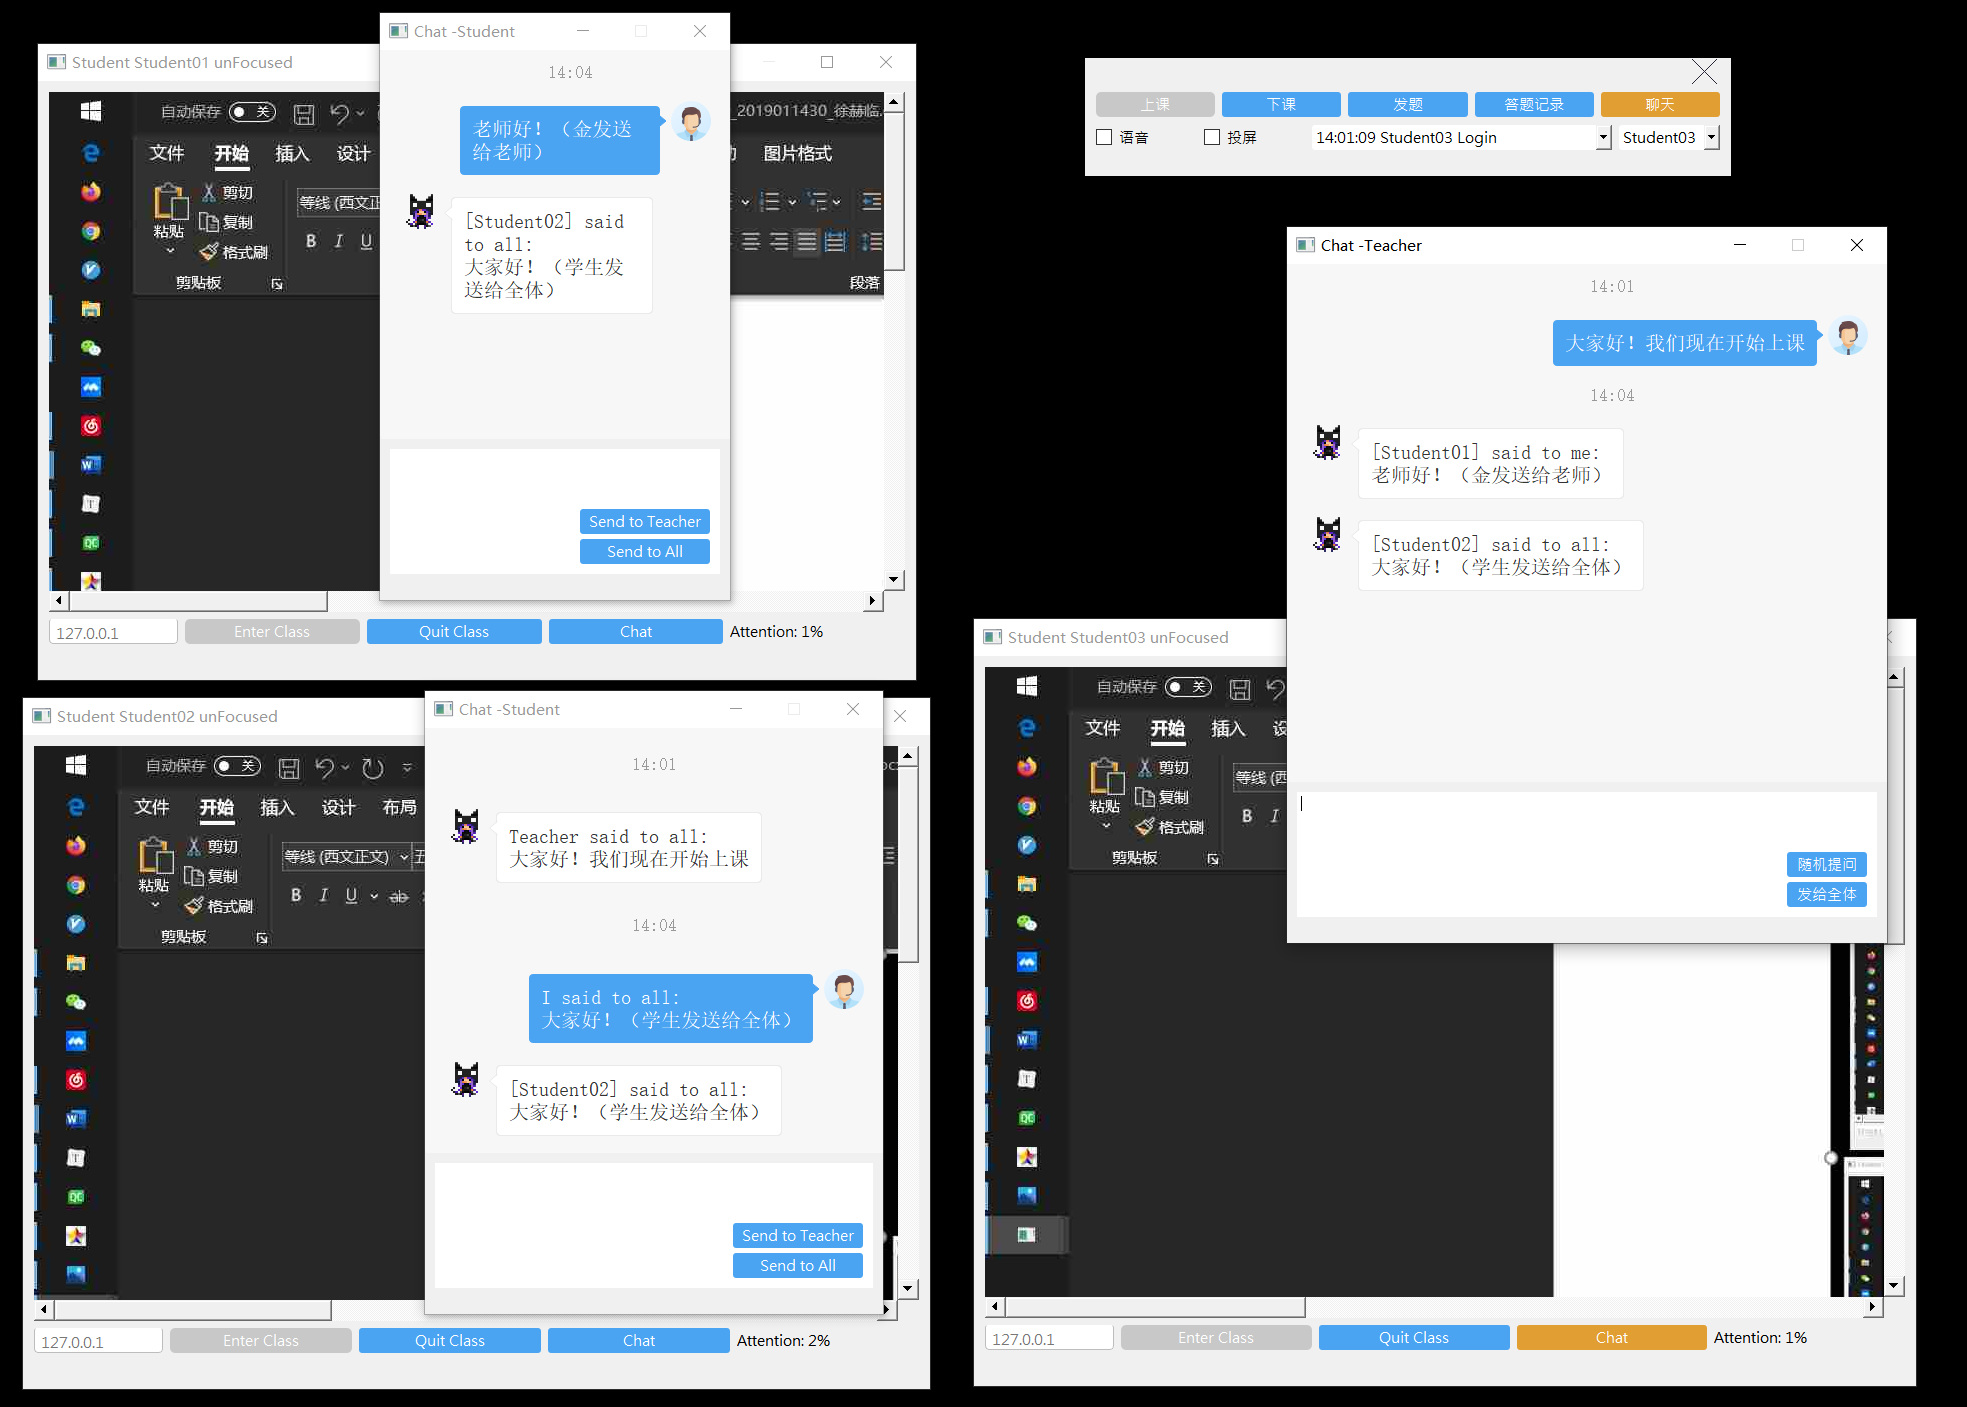 Student Student01 unFocused
自动保存 关
_2019011430_徐赫临.
文件 开始 插入 设计
图片格式
剪切
复制
格式刷
粘贴
等线 (西文正
B I U
剪贴板
段落
127.0.0.1
Enter Class
Quit Class
Chat
Attention: 1%
Chat -Student
14:04
老师好！（金发送
给老师）
[Student02] said
to all:
大家好！（学生发
送给全体）
Send to Teacher
Send to All
上课
下课
发题
答题记录
聊天
语音
投屏
14:01:09 Student03 Login
Student03
Chat -Teacher
14:01
大家好！我们现在开始上课
14:04
[Student01] said to me:
老师好！（金发送给老师）
[Student02] said to all:
大家好！（学生发送给全体）
随机提问
发给全体
Student Student02 unFocused
自动保存 关
文件 开始 插入 设计 布局
剪切
复制
格式刷
粘贴
等线 (西文正文)
B I U ab
剪贴板
127.0.0.1
Enter Class
Quit Class
Chat
Attention: 2%
Chat -Student
14:01
Teacher said to all:
大家好！我们现在开始上课
14:04
I said to all:
大家好！（学生发送给全体）
[Student02] said to all:
大家好！（学生发送给全体）
Send to Teacher
Send to All
Student Student03 unFocused
自动保存 关
文件 开始 插入 设
剪切
复制
格式刷
粘贴
等线 (西
B I
剪贴板
127.0.0.1
Enter Class
Quit Class
Chat
Attention: 1%